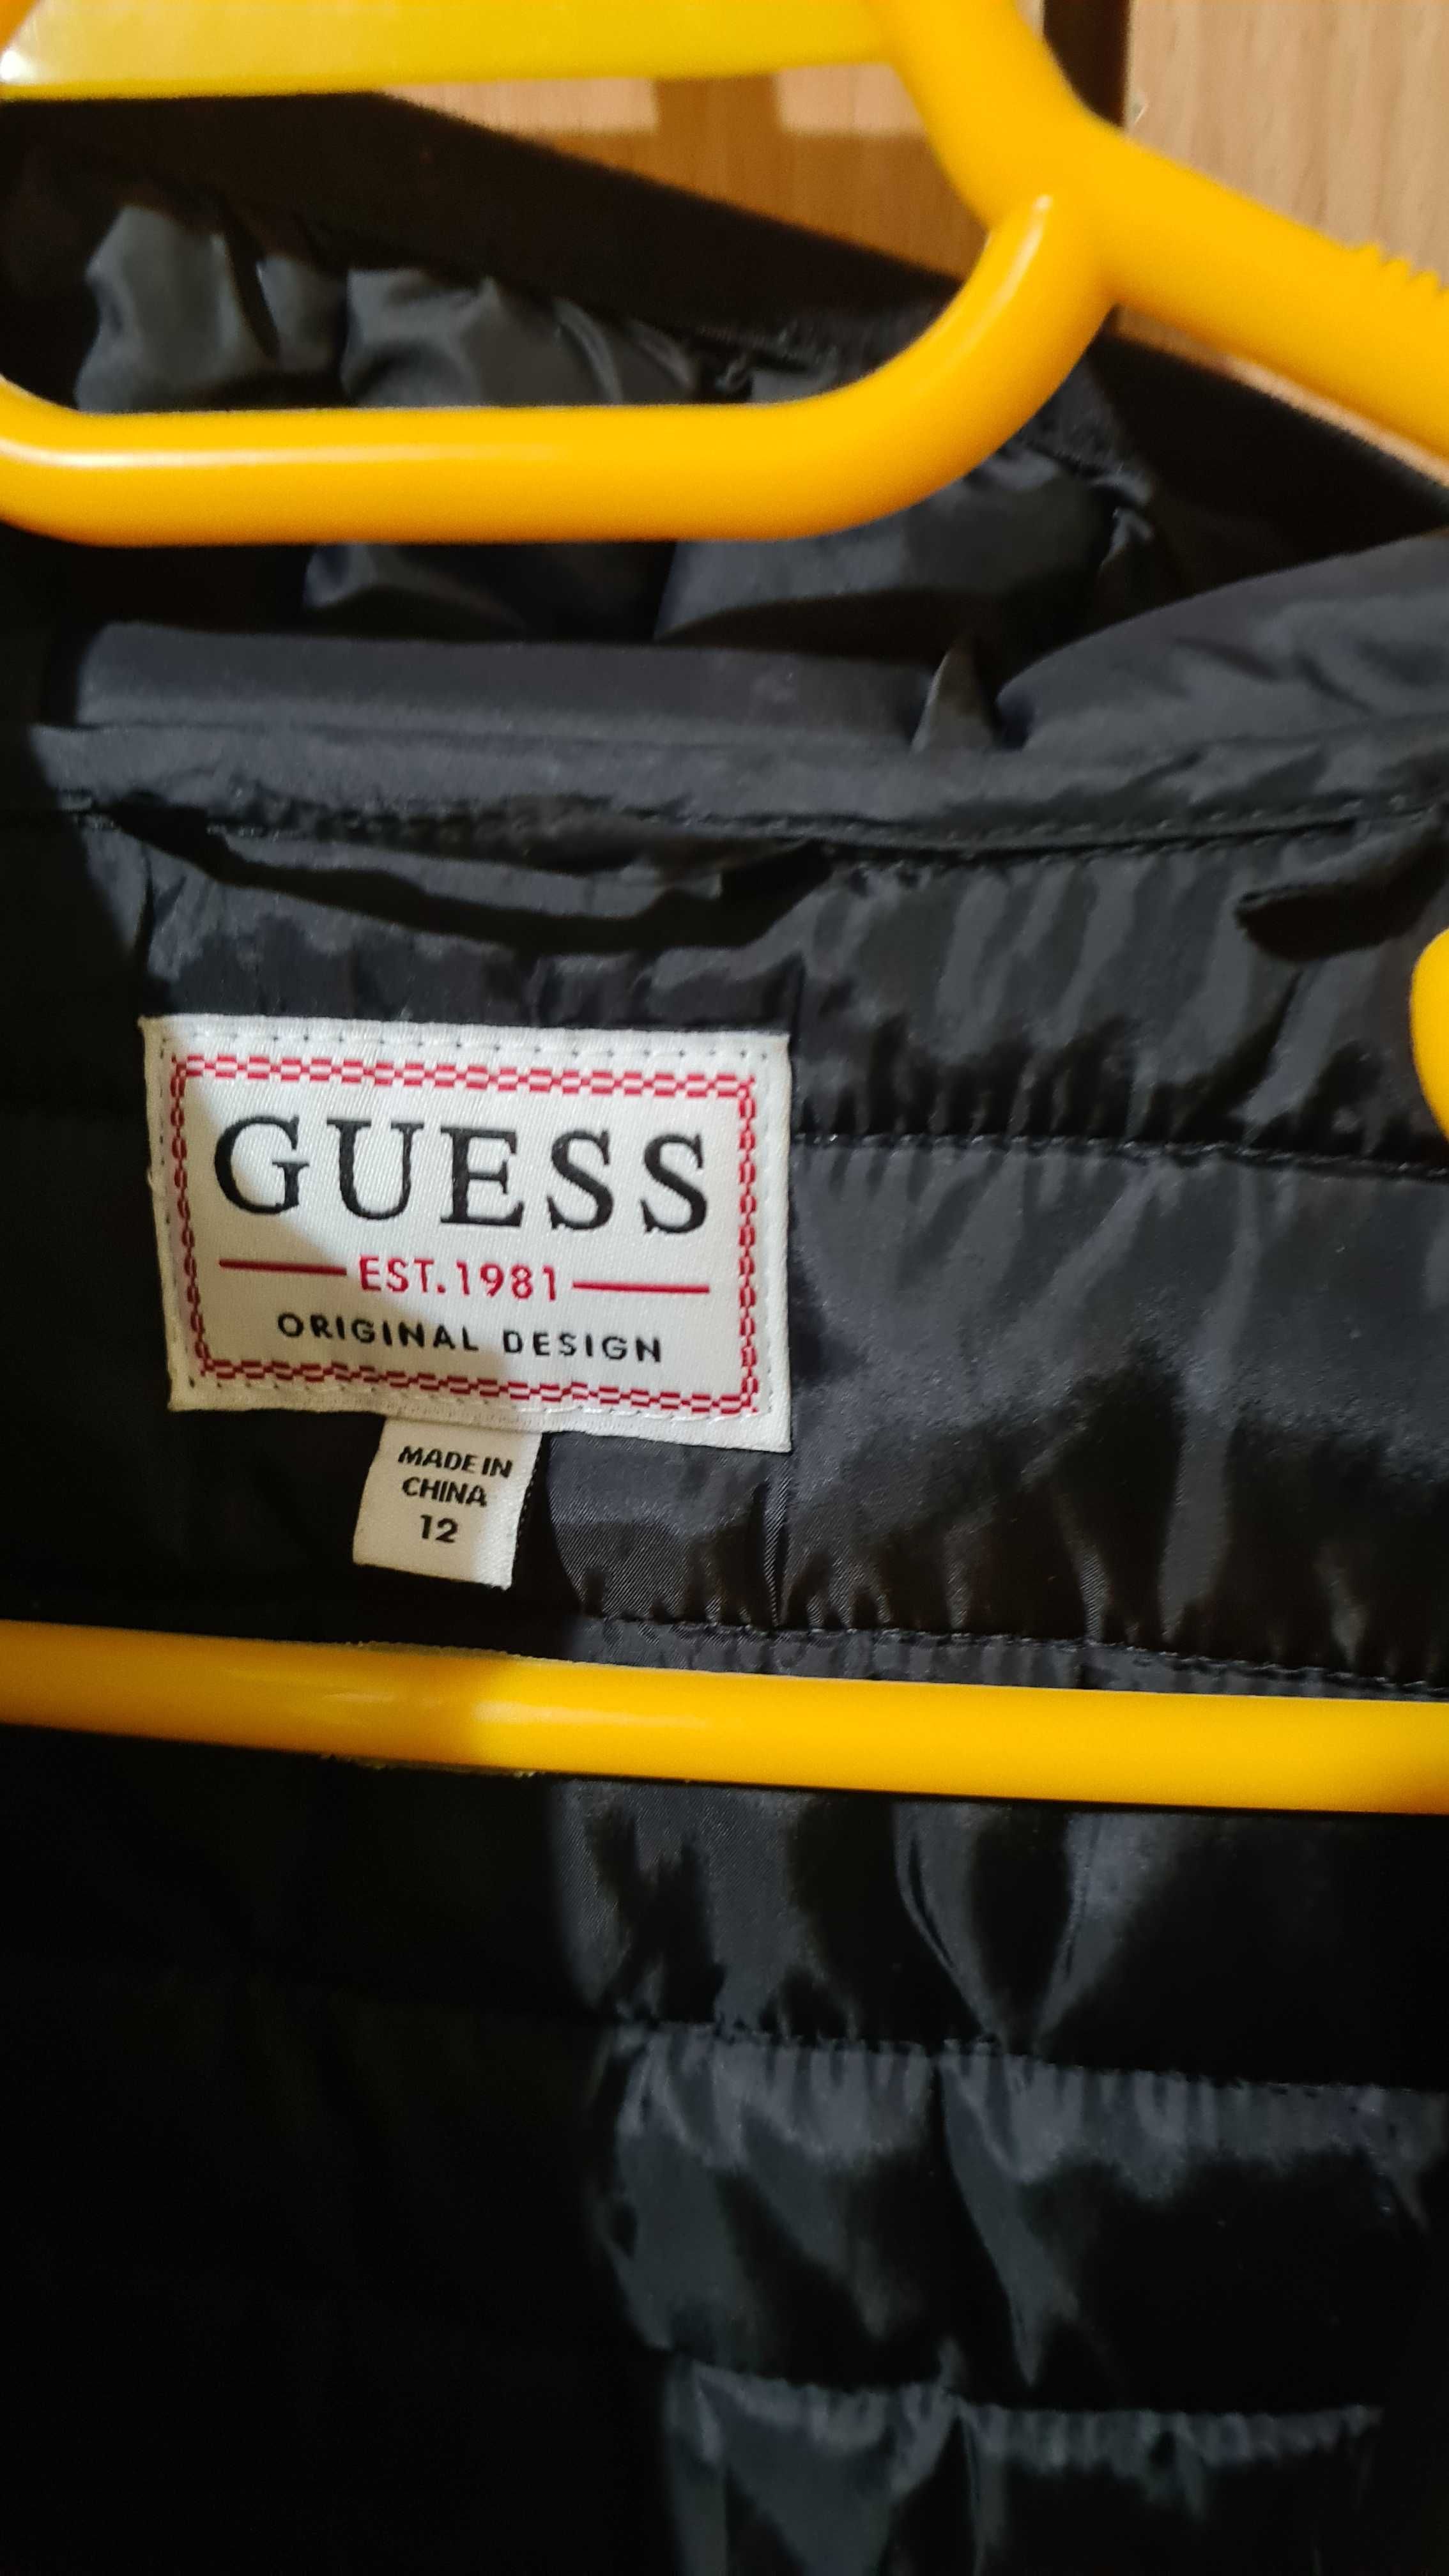 GUESS
EST.1981
ORIGINAL DESIGN
MADE IN
CHINA
12